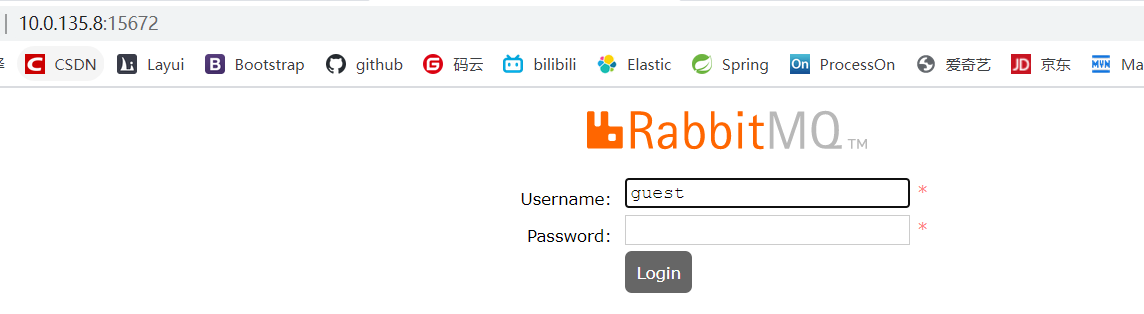 10.0.135.8:15672
CSDN Layui Bootstrap github 码云 bilibili Elastic Spring On ProcessOn 爱奇艺 JD 京东 MVN Ma
RabbitMQ™
Username: guest *
Password: *
Login